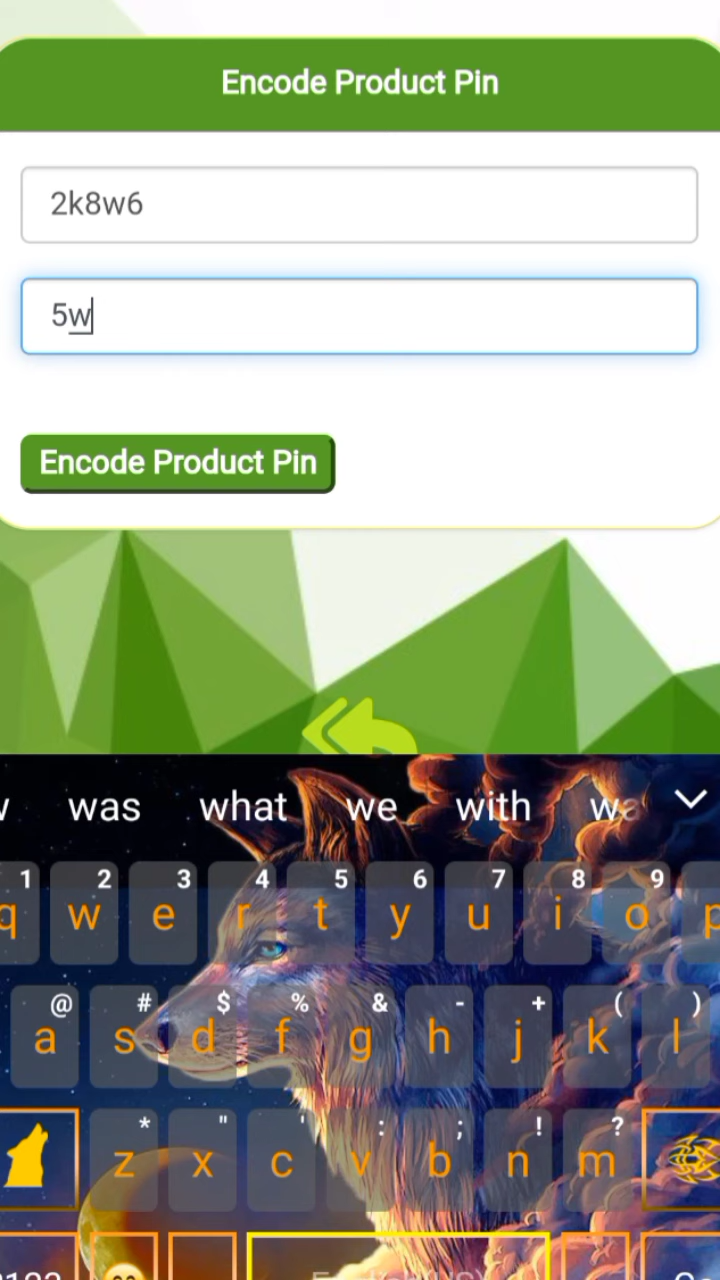 Encode Product Pin
2k8w6
5w
Encode Product Pin
was what we with
1 2 3 4 5 6 7 8 9
q w e r t y u i o p
@ # $ % & - + ( )
a s d f g h j k l
* " ' : ; ! ?
z x c v b n m